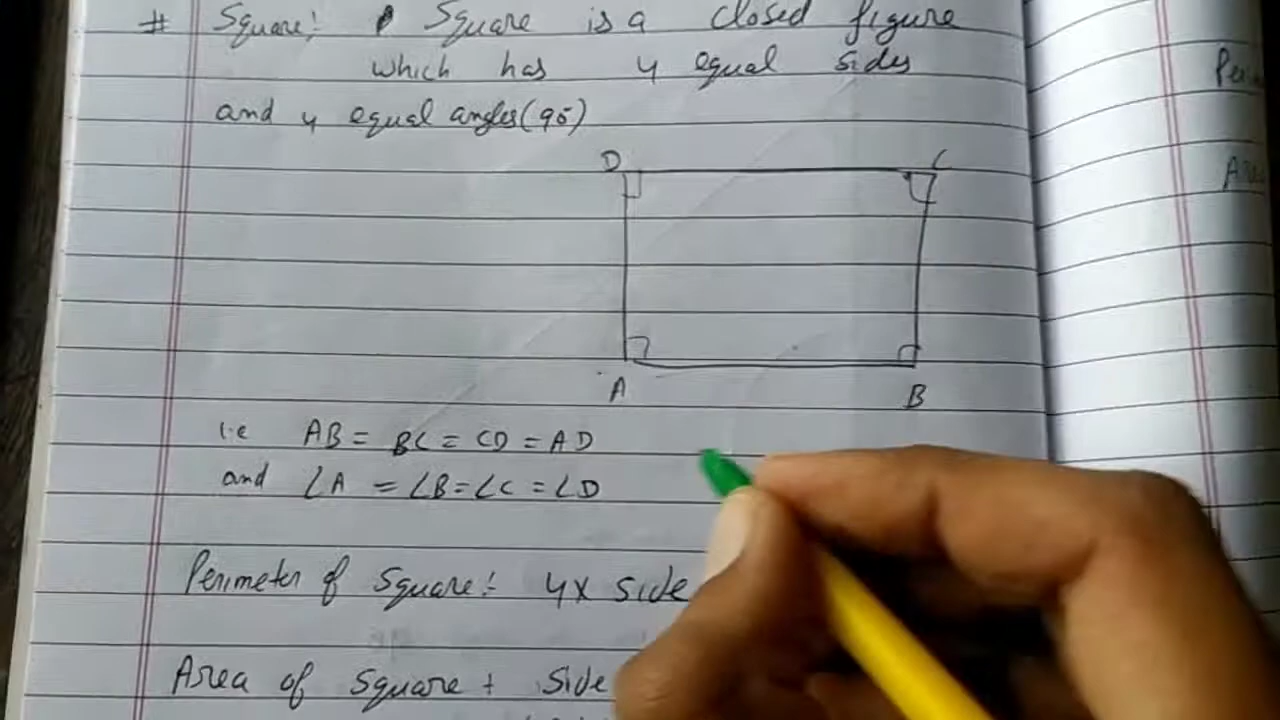 # Square:- Square is a closed figure
which has 4 equal sides
and 4 equal angles (90°)
D C
A B
i.e AB = BC = CD = AD
and ∠A = ∠B = ∠C = ∠D
Perimeter of Square:- 4x side
Area of Square + Side